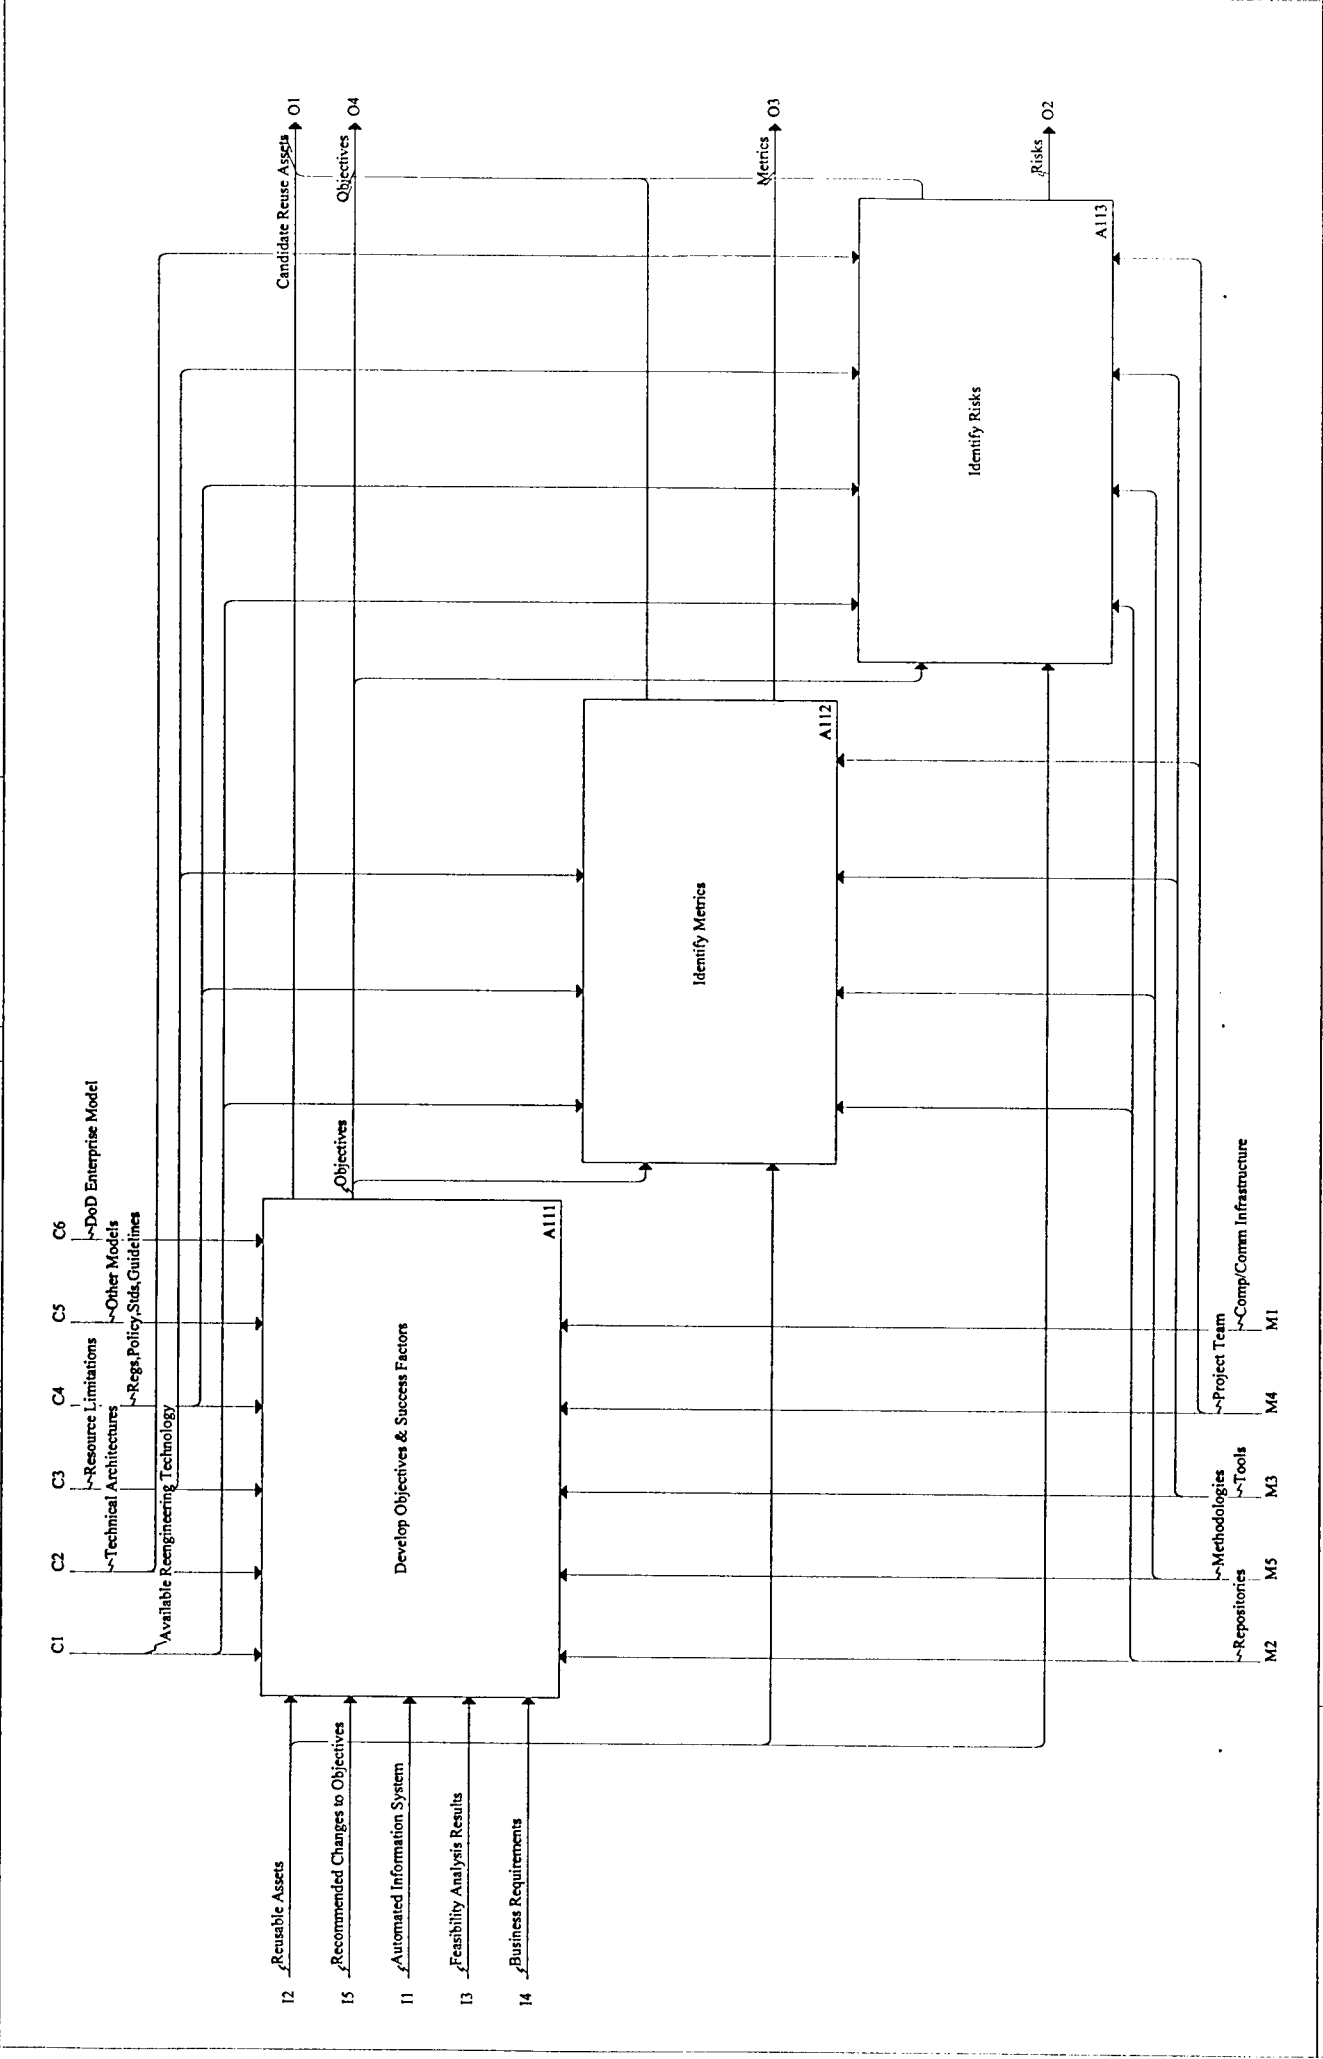 C1
C2
C3
C4
C5
C6
Available Reengineering Technology
Technical Architectures
Resource Limitations
Regs,Policy,Stds,Guidelines
Other Models
DoD Enterprise Model
I2
Reusable Assets
I5
Recommended Changes to Objectives
I1
Automated Information System
I3
Feasibility Analysis Results
I4
Business Requirements
Develop Objectives & Success Factors
A111
Objectives
Identify Metrics
A112
Identify Risks
A113
Candidate Reuse Assets
O1
Objectives
O4
Metrics
O3
Risks
O2
Repositories
Methodologies
Tools
Project Team
Comp/Comm Infrastructure
M2
M5
M3
M4
M1